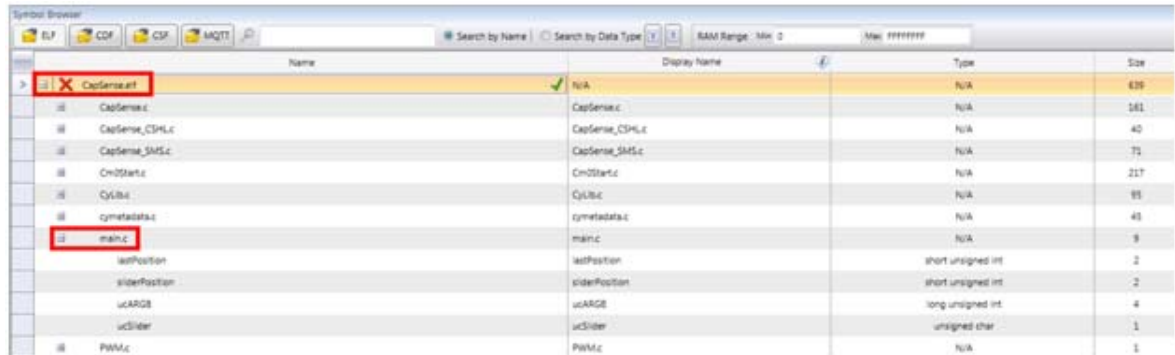 Symbol Browser
ELF CDF CSF MQTT Search by Name Search by Data Type RAM Range Min 0 Max FFFFFFFF
Name Display Name Type Size
CapSense.elf N/A N/A 639
CapSense.c CapSense.c N/A 161
CapSense_CSHL.c CapSense_CSHL.c N/A 40
CapSense_SMS.c CapSense_SMS.c N/A 71
Cm0Start.c Cm0Start.c N/A 217
CyLib.c CyLib.c N/A 95
cymetadata.c cymetadata.c N/A 45
main.c main.c N/A 9
lastPosition lastPosition short unsigned int 2
sliderPosition sliderPosition short unsigned int 2
ucARGB ucARGB long unsigned int 4
ucSlider ucSlider unsigned char 1
PWM.c PWM.c N/A 1